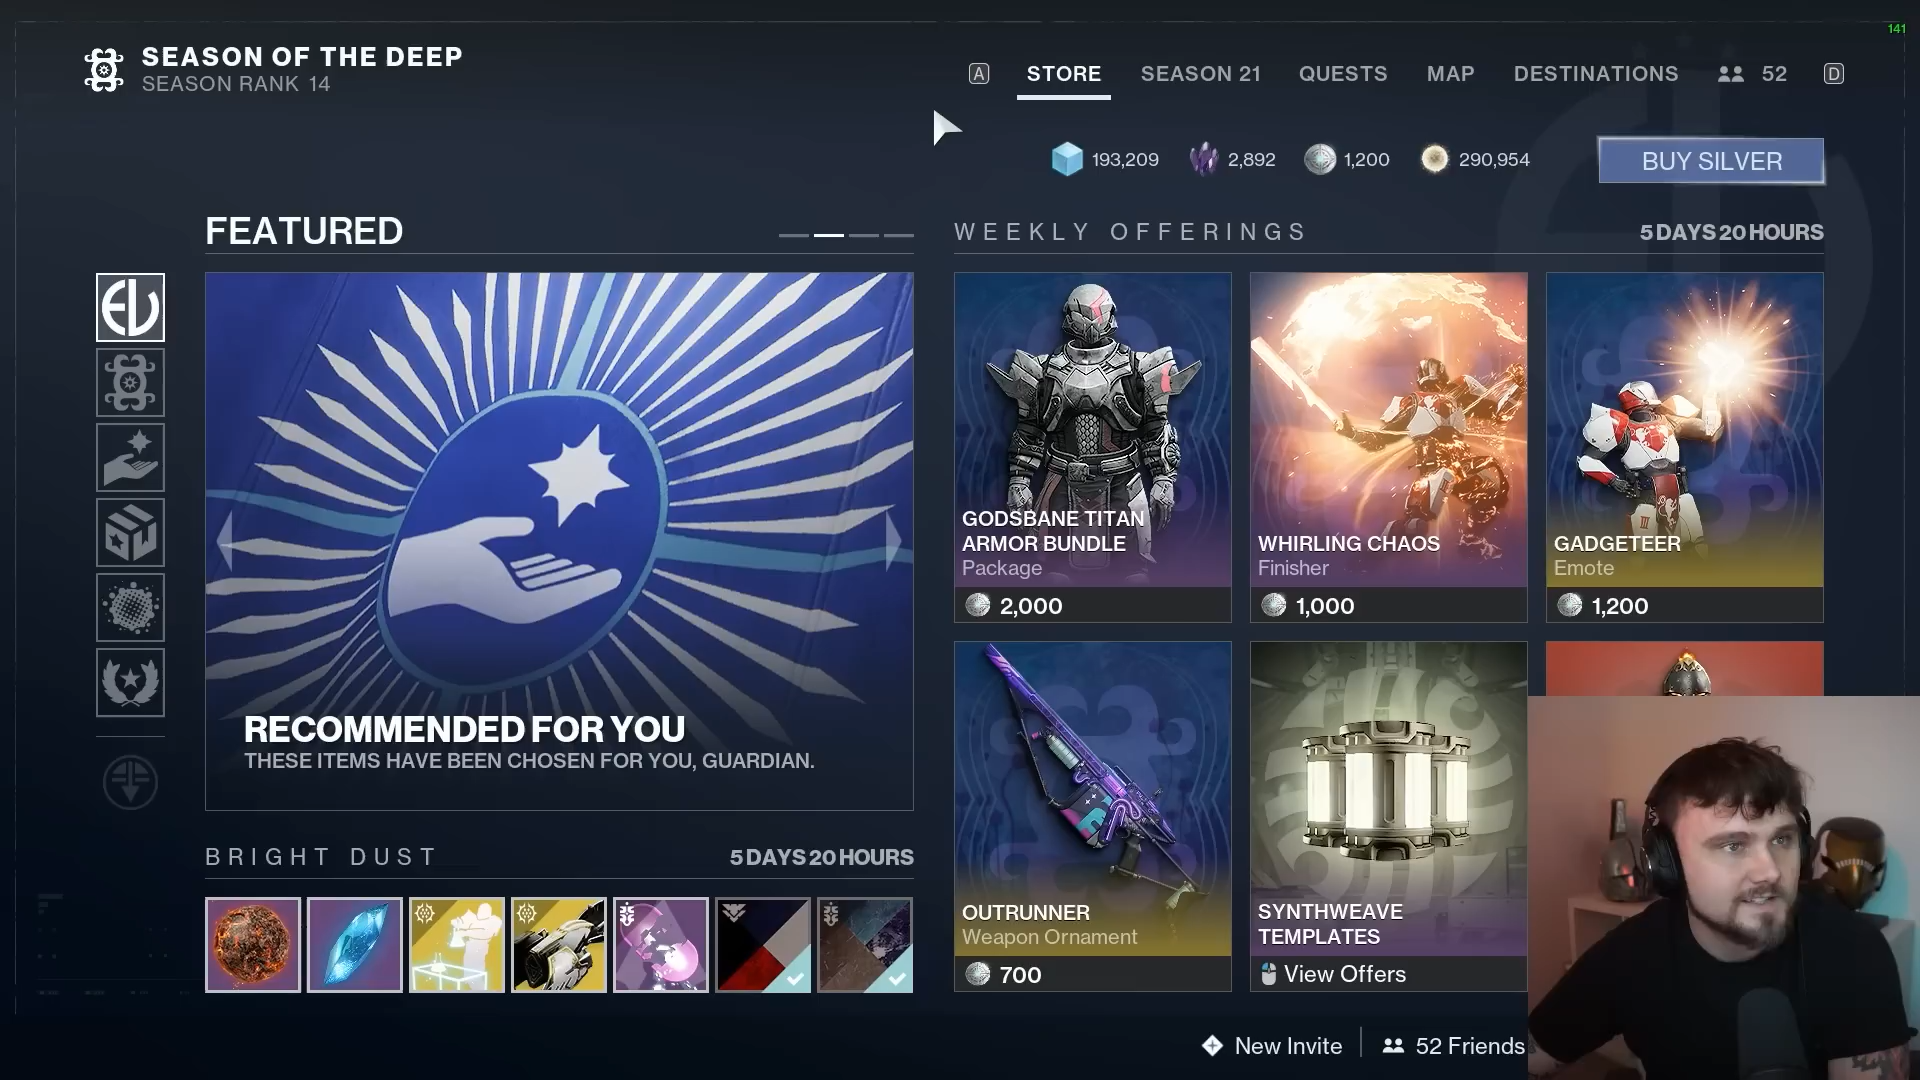 141
SEASON OF THE DEEP
SEASON RANK 14
A STORE SEASON 21 QUESTS MAP DESTINATIONS 52 D
193,209 2,892 1,200 290,954 BUY SILVER
FEATURED
RECOMMENDED FOR YOU
THESE ITEMS HAVE BEEN CHOSEN FOR YOU, GUARDIAN.
BRIGHT DUST 5 DAYS 20 HOURS
WEEKLY OFFERINGS 5 DAYS 20 HOURS
GODSBANE TITAN
ARMOR BUNDLE
Package
2,000
WHIRLING CHAOS
Finisher
1,000
GADGETEER
Emote
1,200
OUTRUNNER
Weapon Ornament
700
SYNTHWEAVE
TEMPLATES
View Offers
New Invite 52 Friends